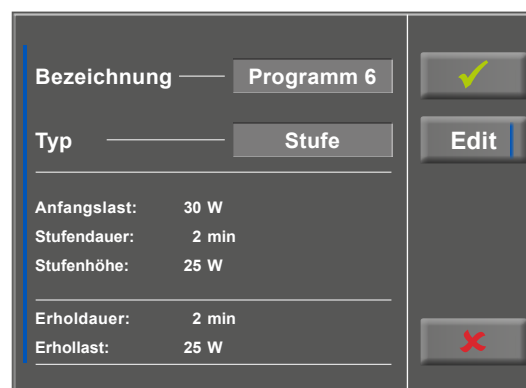 Bezeichnung Programm 6
Typ Stufe
Edit
Anfangslast: 30 W
Stufendauer: 2 min
Stufenhöhe: 25 W
Erholdauer: 2 min
Erhollast: 25 W